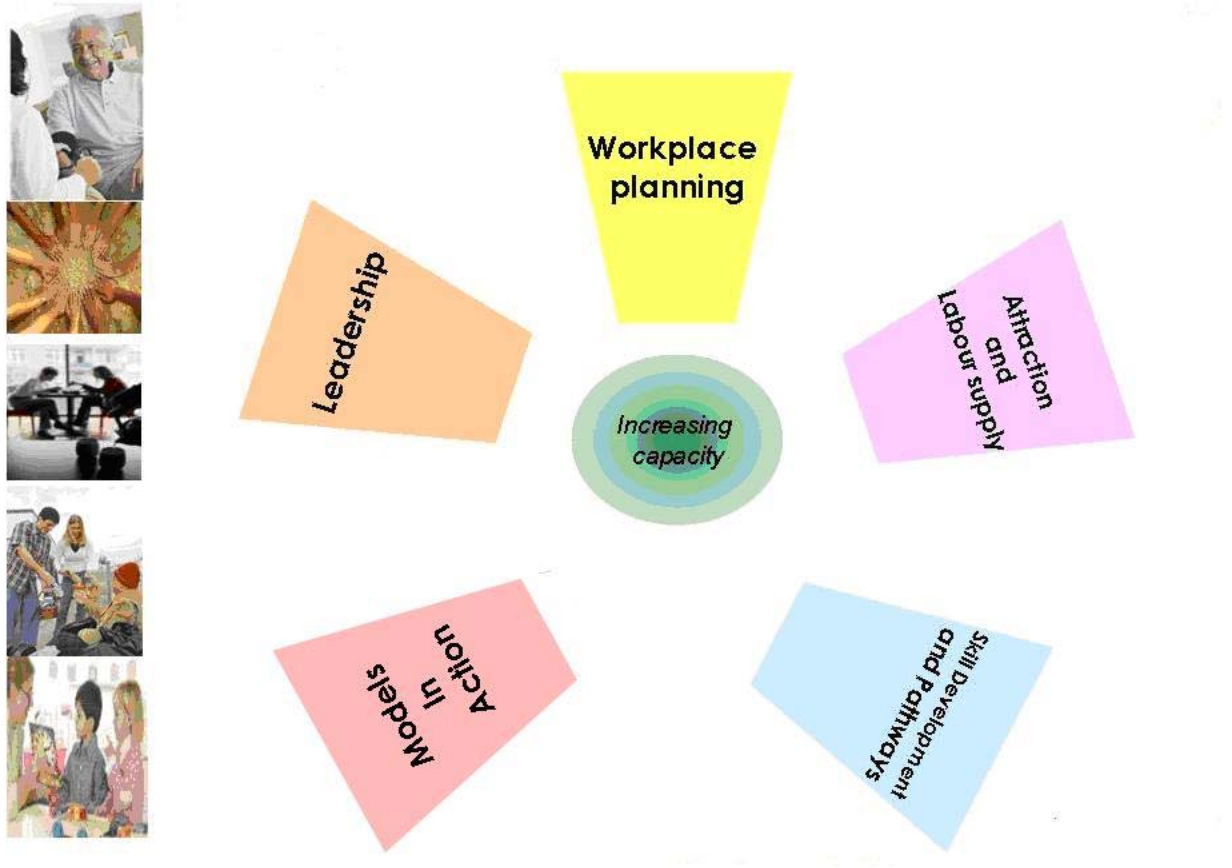 Workplace
planning
Leadership
Attraction
and
Labour supply
Increasing
capacity
Models
In
Action
Skill Development
and Pathways